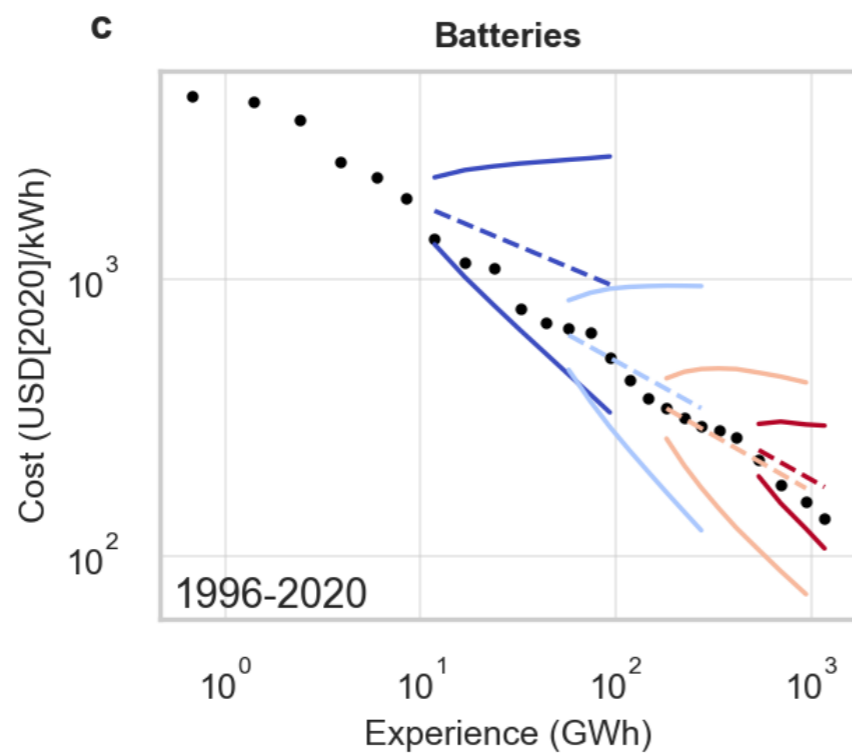 c
Batteries
Cost (USD[2020]/kWh)
10^3
10^2
1996-2020
10^0 10^1 10^2 10^3
Experience (GWh)